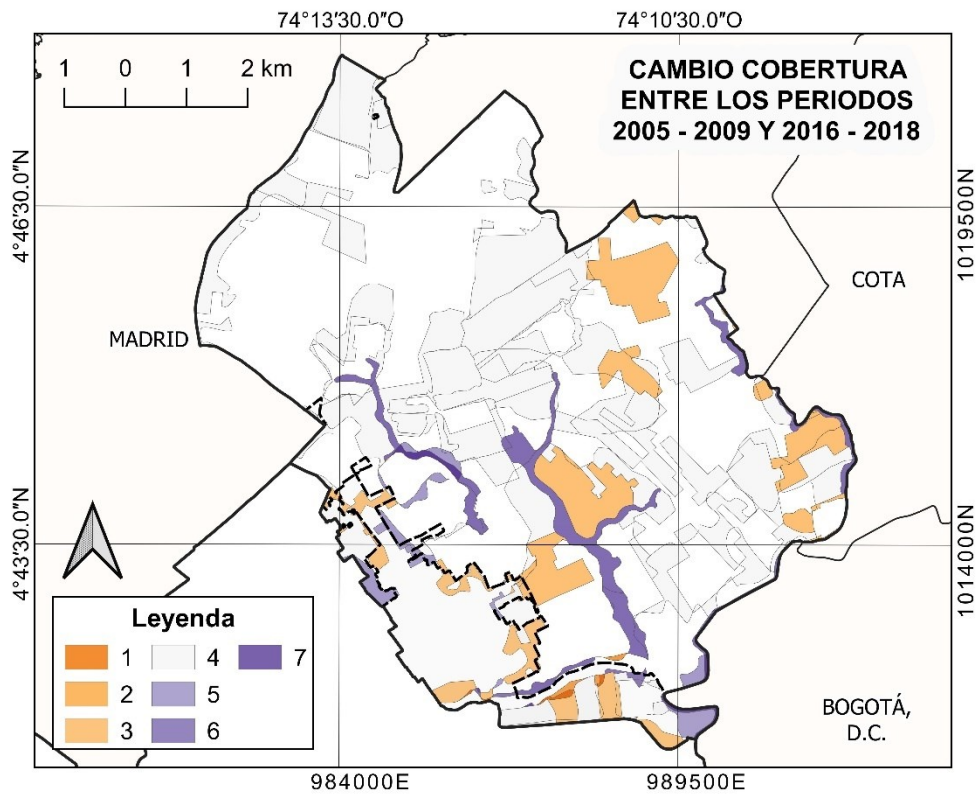 74°13′30.0″O
74°10′30.0″O
1 0 1 2 km
CAMBIO COBERTURA
ENTRE LOS PERIODOS
2005 - 2009 Y 2016 - 2018
4°46′30.0″N
1019500N
COTA
MADRID
4°43′30.0″N
1014000N
Leyenda
1 4 7
2 5
3 6
BOGOTÁ,
D.C.
984000E
989500E